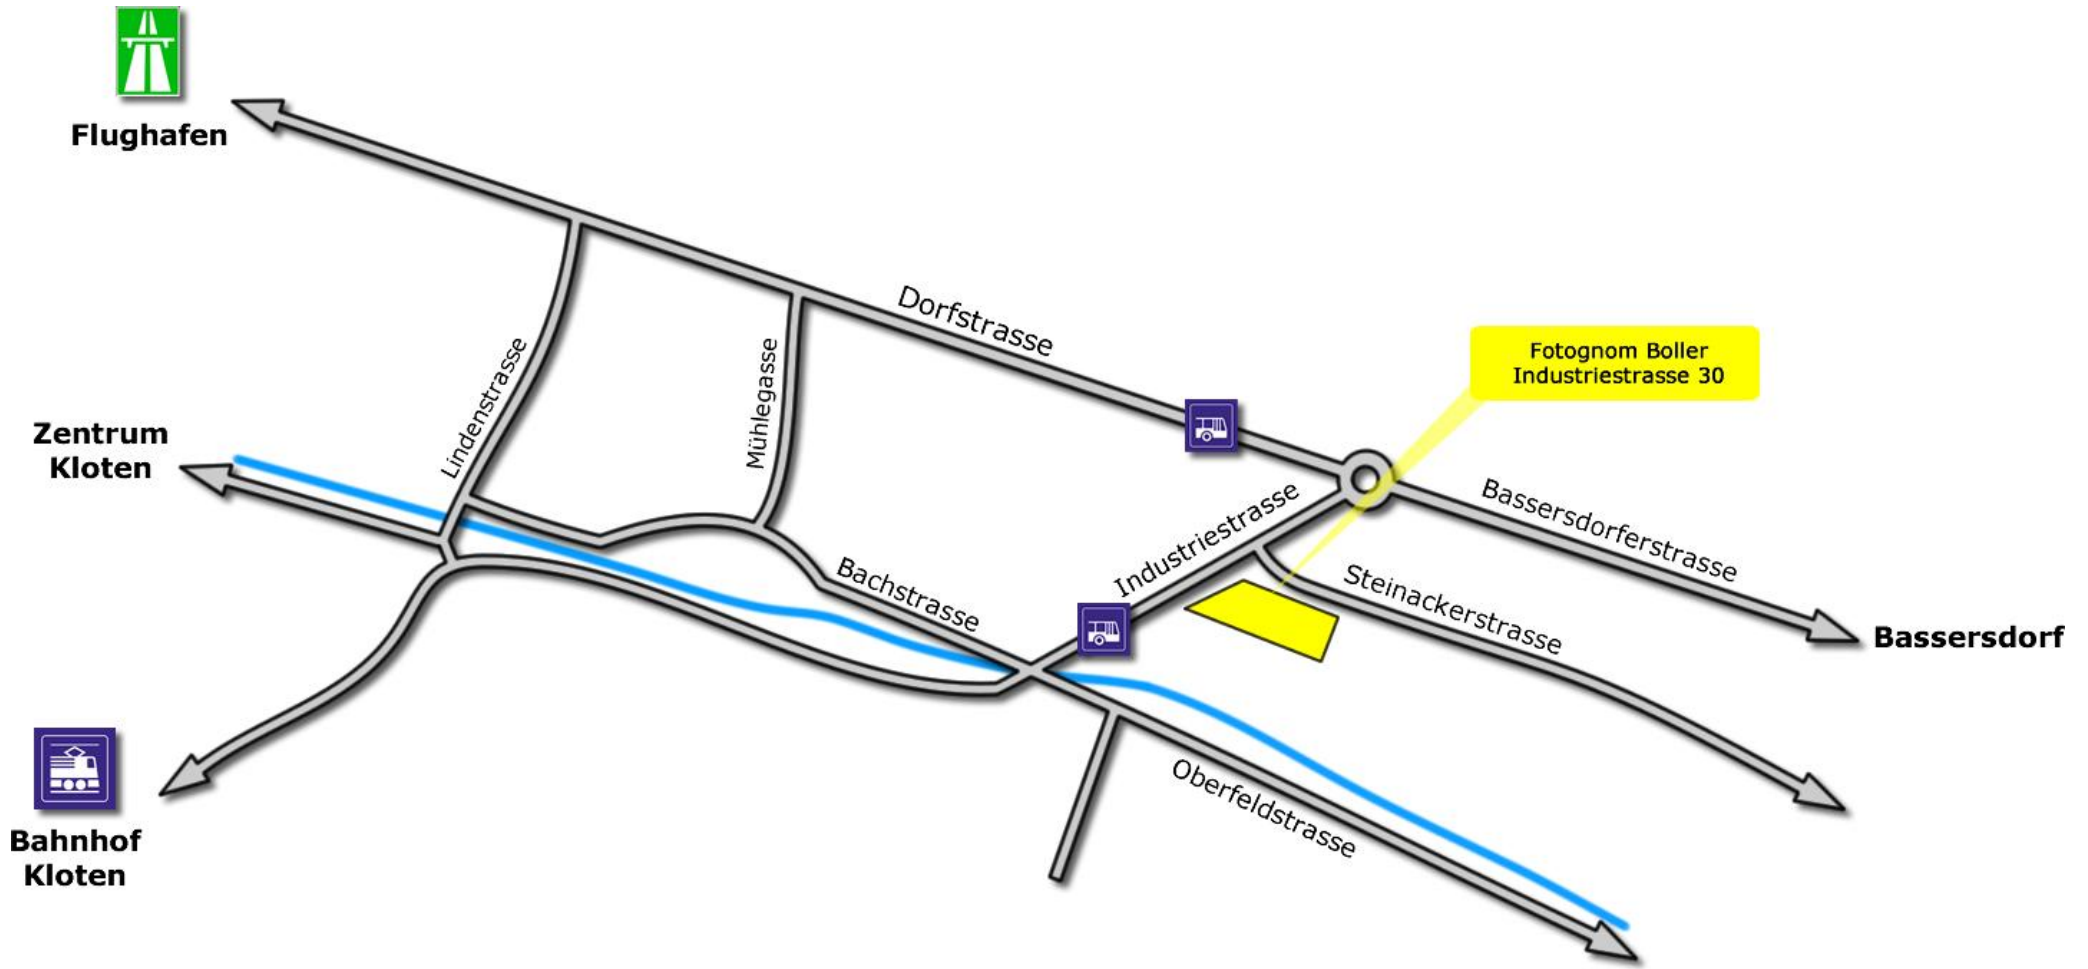 Flughafen
Dorfstrasse
Lindenstrasse
Mühlegasse
Fotognom Boller
Industriestrasse 30
Zentrum
Kloten
Industriestrasse
Bassersdorferstrasse
Bachstrasse
Steinackerstrasse
Bassersdorf
Oberfeldstrasse
Bahnhof
Kloten